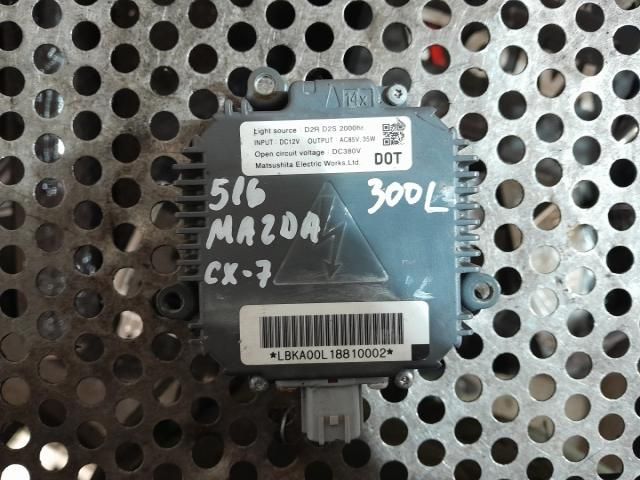 14x
Light source : D2R D2S 2000hr
INPUT : DC12V OUTPUT : AC85V, 35W
Open circuit voltage : DC380V
Matsushita Electric Works, Ltd.
DOT
516
300L
MAZDA
CX-7
*LBKA00L18810002*